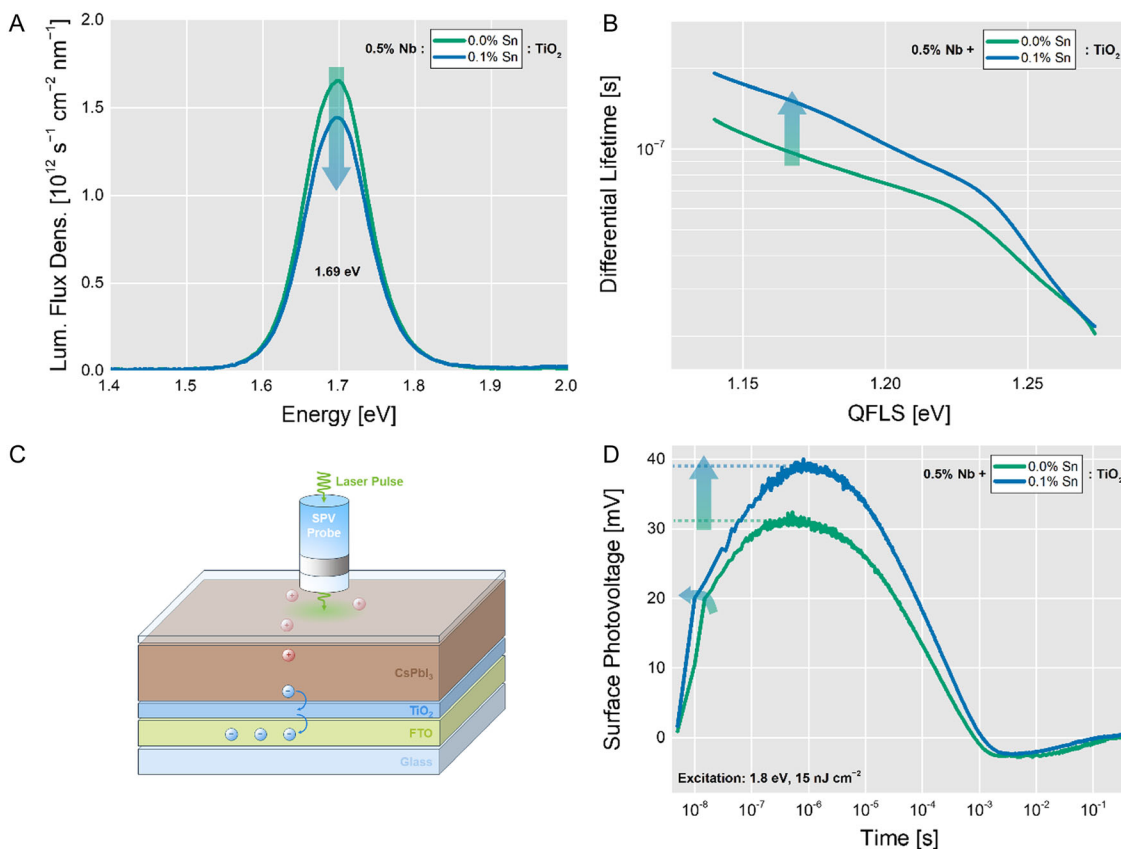 A
2.0
1.5
1.0
0.5
0.0
Lum. Flux Dens. [10¹² s⁻¹ cm⁻² nm⁻¹]
0.5% Nb :
0.0% Sn
0.1% Sn
: TiO₂
1.69 eV
1.4 1.5 1.6 1.7 1.8 1.9 2.0
Energy [eV]
B
Differential Lifetime [s]
10⁻⁷
0.5% Nb +
0.0% Sn
0.1% Sn
: TiO₂
1.15 1.20 1.25
QFLS [eV]
C
Laser Pulse
SPV
Probe
+
+
+
+
CsPbI₃
−
TiO₂
− − −
FTO
Glass
D
40
30
20
10
0
Surface Photovoltage [mV]
0.5% Nb +
0.0% Sn
0.1% Sn
: TiO₂
Excitation: 1.8 eV, 15 nJ cm⁻²
10⁻⁸ 10⁻⁷ 10⁻⁶ 10⁻⁵ 10⁻⁴ 10⁻³ 10⁻² 10⁻¹
Time [s]